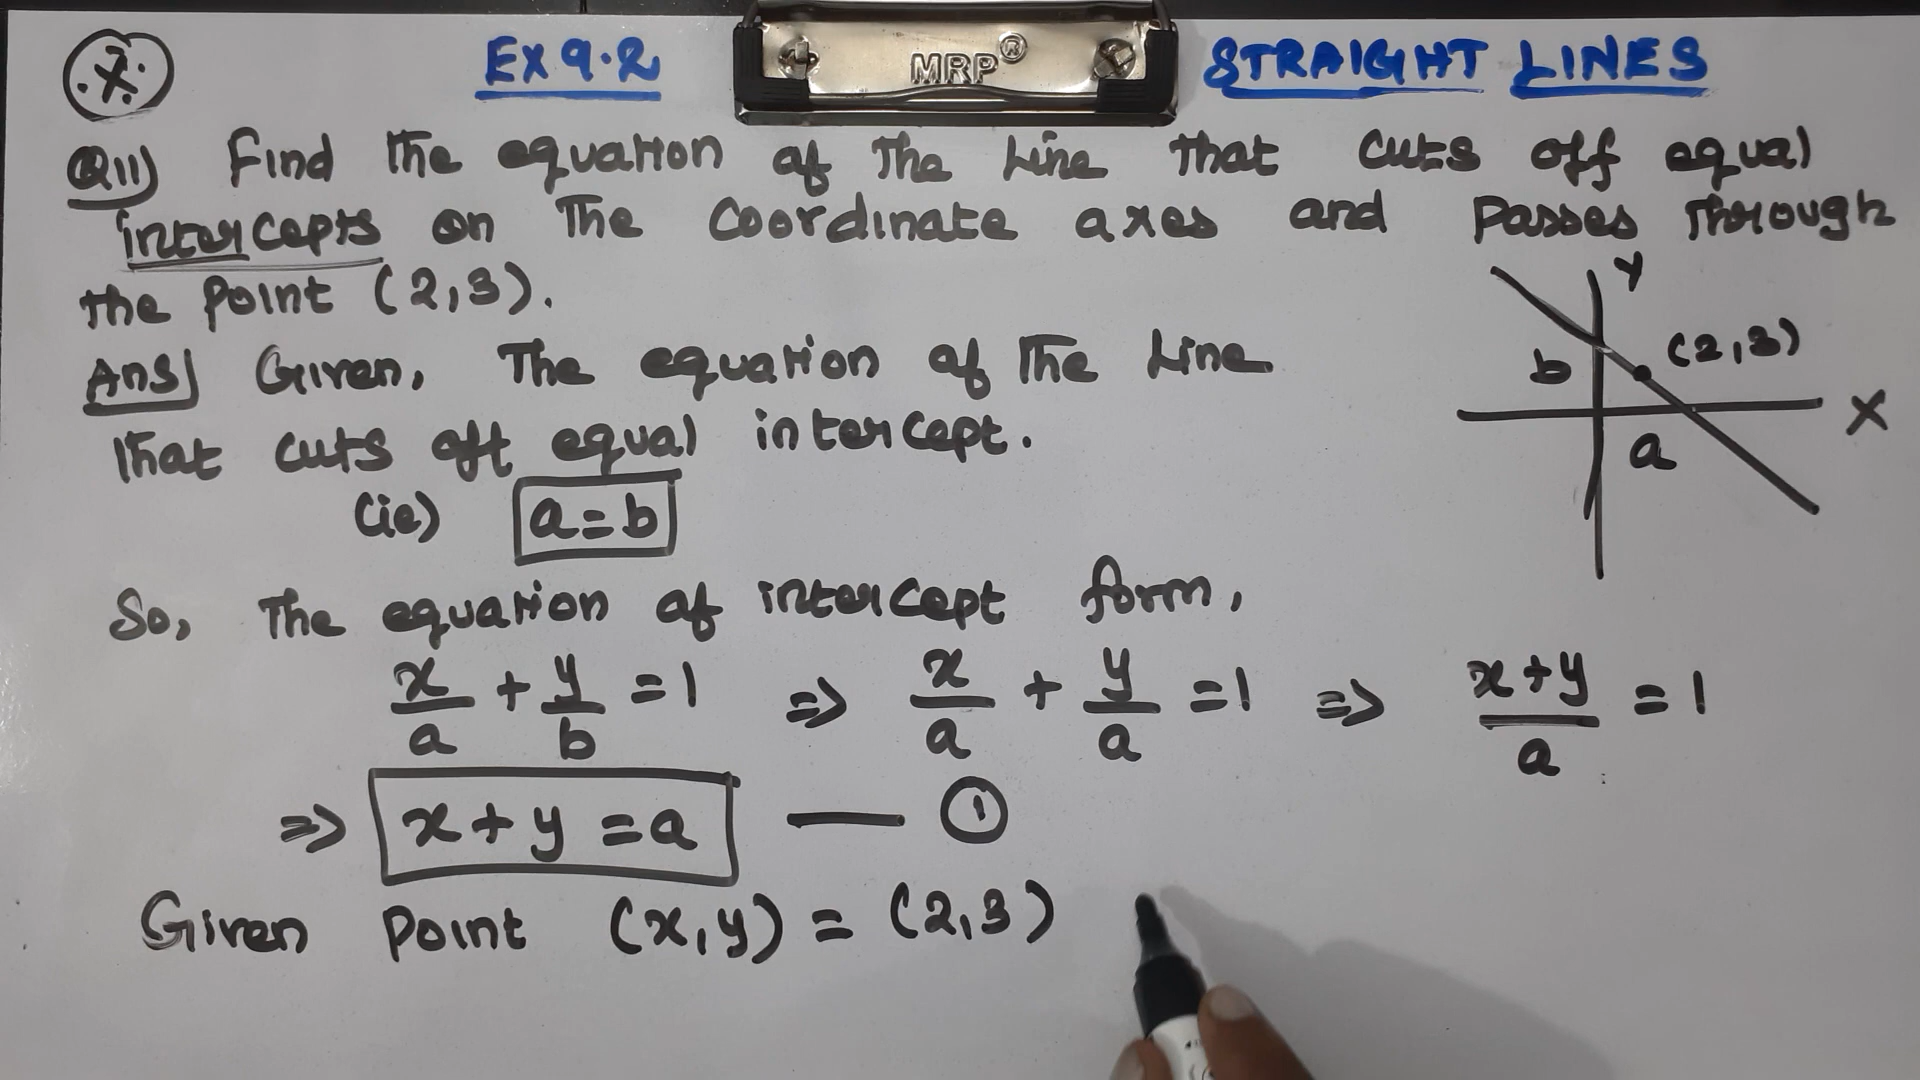 Ex 9.2
MRP®
STRAIGHT LINES
Q11) Find the equation of the Line that cuts off equal
intercepts on the coordinate axes and passes through
the point (2,3).
Ans) Given, The equation of the Line
that cuts off equal intercept.
(ie) a=b
So, The equation of intercept form,
x/a + y/b = 1 => x/a + y/a = 1 => x+y/a = 1
=> x+y=a — ①
Given point (x,y) = (2,3)
Y
(2,3)
b
X
a